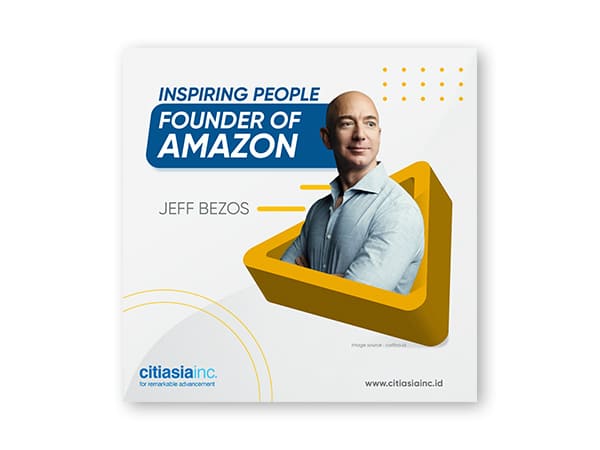 INSPIRING PEOPLE
FOUNDER OF
AMAZON
JEFF BEZOS
citiasiainc.
for remarkable advancement
www.citiasiainc.id